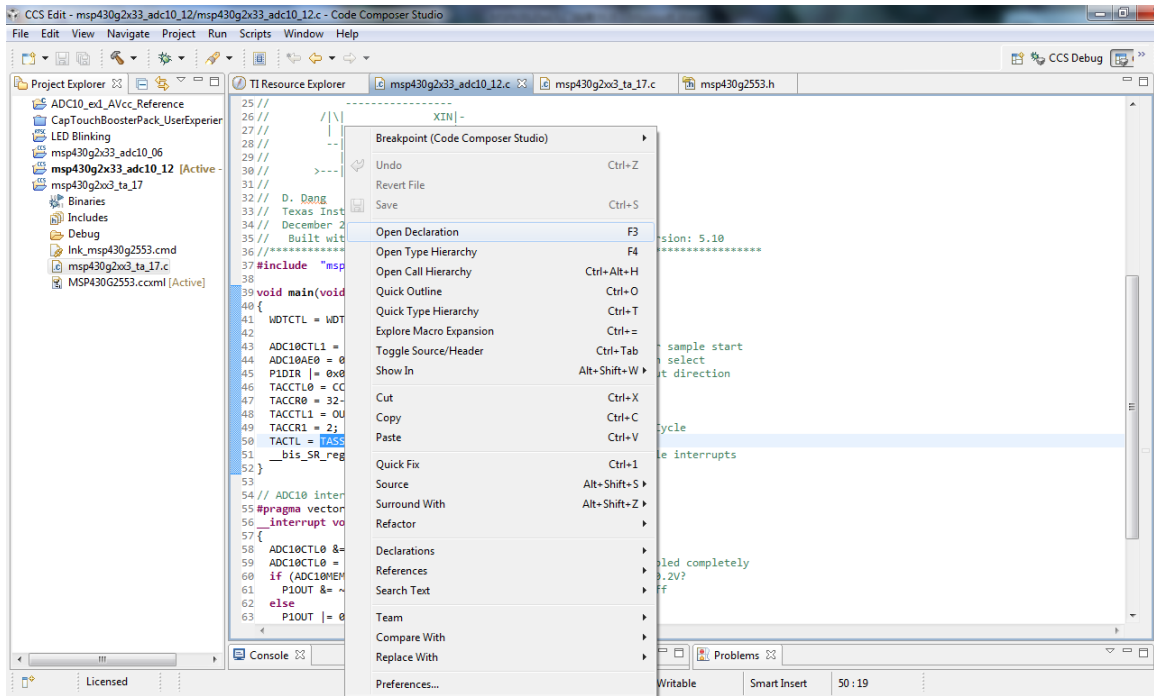 CCS Edit - msp430g2x33_adc10_12/msp430g2x33_adc10_12.c - Code Composer Studio
File Edit View Navigate Project Run Scripts Window Help
CCS Debug
Project Explorer
TI Resource Explorer
msp430g2x33_adc10_12.c
msp430g2xx3_ta_17.c
msp430g2553.h
ADC10_ex1_AVcc_Reference
CapTouchBoosterPack_UserExperier
LED Blinking
msp430g2x33_adc10_06
msp430g2x33_adc10_12 [Active -
msp430g2xx3_ta_17
Binaries
Includes
Debug
lnk_msp430g2553.cmd
msp430g2xx3_ta_17.c
MSP430G2553.ccxml [Active]
25 // -----------------
26 // /|\| XIN|-
27 // | |
28 // --|
29 // |
30 // >---|
31 //
32 // D. Dang
33 // Texas Inst
34 // December 2
35 // Built wit rsion: 5.10
36 //****************************
37 #include "msp
38
39 void main(void
40 {
41 WDTCTL = WDT
42
43 ADC10CTL1 = r sample start
44 ADC10AE0 = 0 n select
45 P1DIR |= 0x0 ut direction
46 TACCTL0 = CC
47 TACCR0 = 32-
48 TACCTL1 = OU
49 TACCR1 = 2; Cycle
50 TACTL = TASS
51 __bis_SR_reg le interrupts
52 }
53
54 // ADC10 inter
55 #pragma vector
56 __interrupt vo
57 {
58 ADC10CTL0 &=
59 ADC10CTL0 = bled completely
60 if (ADC10MEM 0.2V?
61 P1OUT &= ~ ff
62 else
63 P1OUT |= 0
Breakpoint (Code Composer Studio)
Undo Ctrl+Z
Revert File
Save Ctrl+S
Open Declaration F3
Open Type Hierarchy F4
Open Call Hierarchy Ctrl+Alt+H
Quick Outline Ctrl+O
Quick Type Hierarchy Ctrl+T
Explore Macro Expansion Ctrl+=
Toggle Source/Header Ctrl+Tab
Show In Alt+Shift+W
Cut Ctrl+X
Copy Ctrl+C
Paste Ctrl+V
Quick Fix Ctrl+1
Source Alt+Shift+S
Surround With Alt+Shift+Z
Refactor
Declarations
References
Search Text
Team
Compare With
Replace With
Preferences...
Console
Problems
Licensed
Writable
Smart Insert
50 : 19